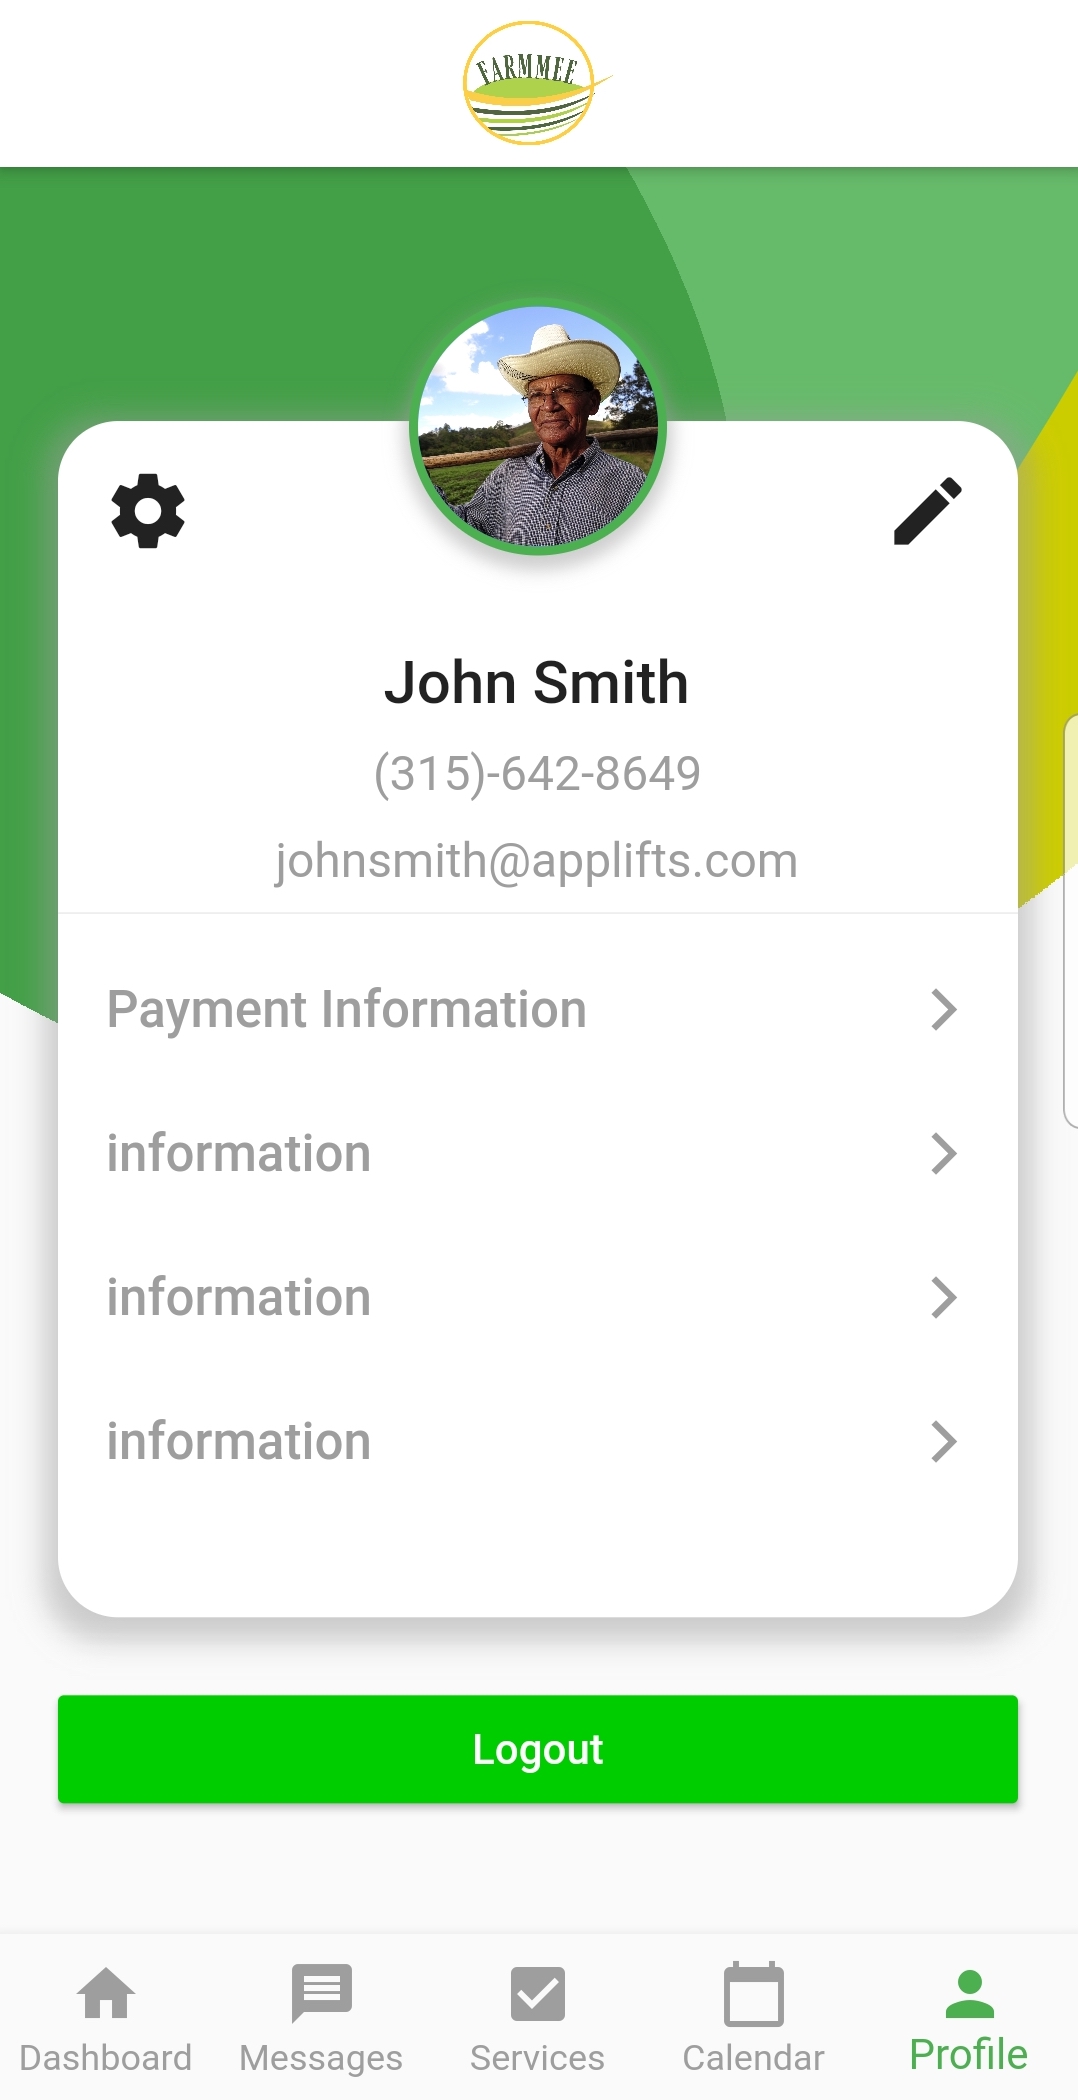 FARMMEE
John Smith
(315)-642-8649
johnsmith@applifts.com
Payment Information
information
information
information
Logout
Dashboard
Messages
Services
Calendar
Profile